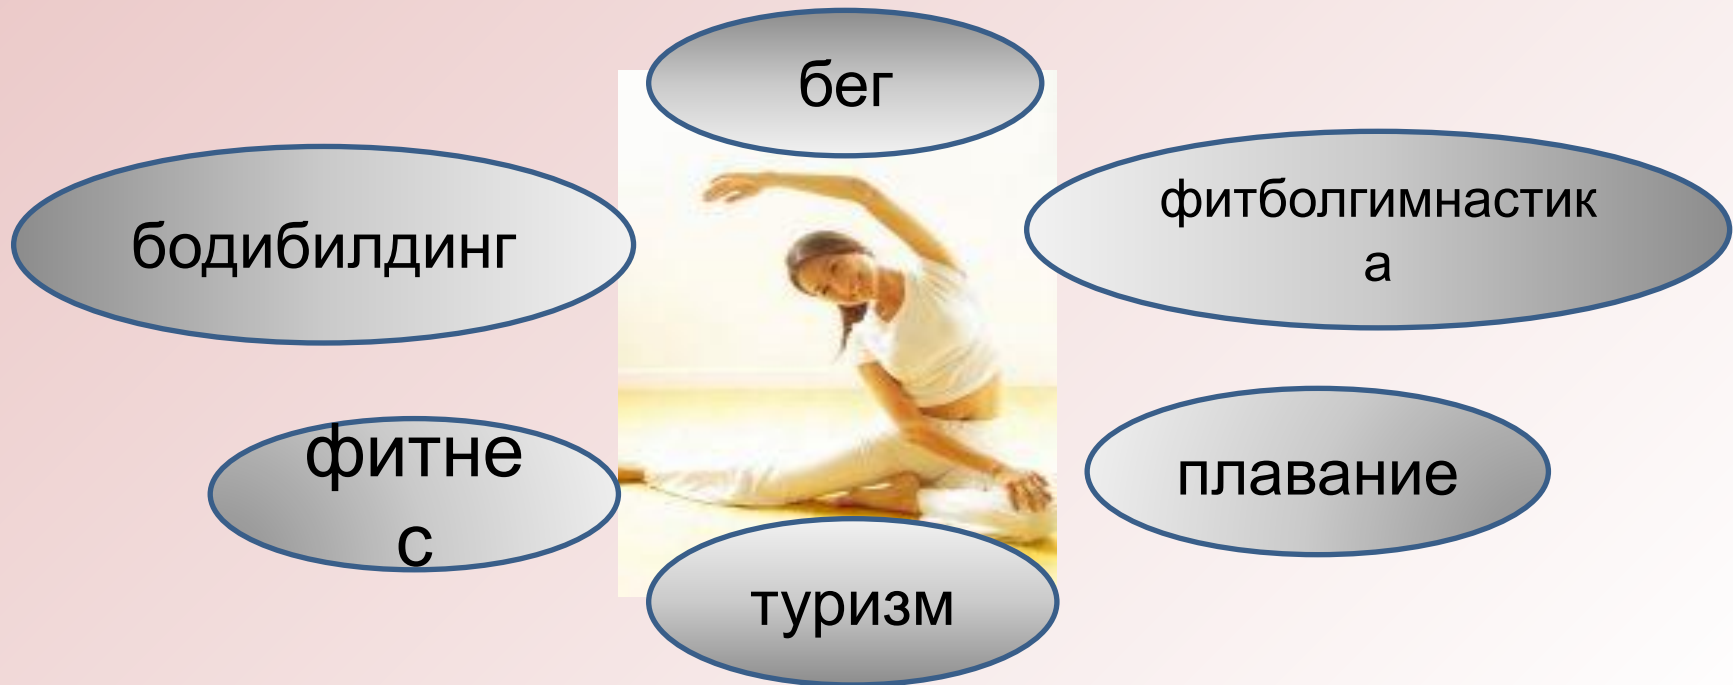 бег
бодибилдинг
фитболгимнастик
а
фитне
с
плавание
туризм